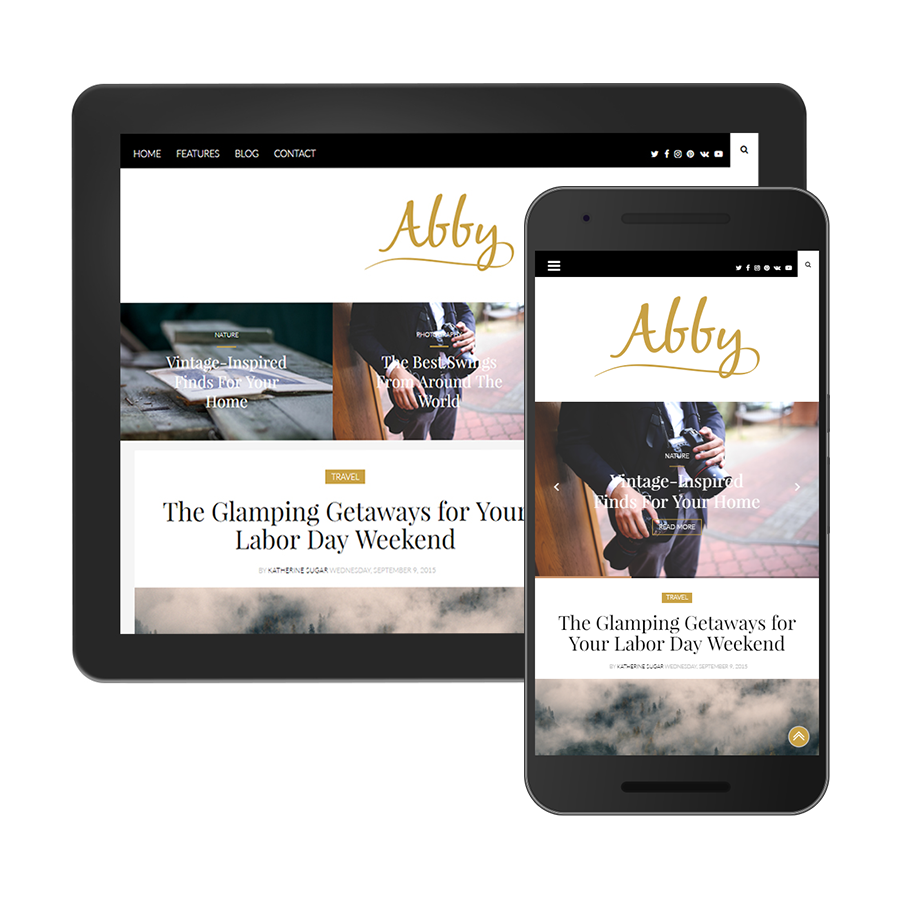 HOME FEATURES BLOG CONTACT
Abby
NATURE
Vintage-Inspired
Finds For Your
Home
PHOTOGRAPHY
The Best Swings
From Around The
World
TRAVEL
The Glamping Getaways for Your
Labor Day Weekend
BY KATHERINE SUGAR WEDNESDAY, SEPTEMBER 9, 2015
Abby
NATURE
Vintage-Inspired
Finds For Your Home
READ MORE
TRAVEL
The Glamping Getaways for
Your Labor Day Weekend
BY KATHERINE SUGAR WEDNESDAY, SEPTEMBER 9, 2015